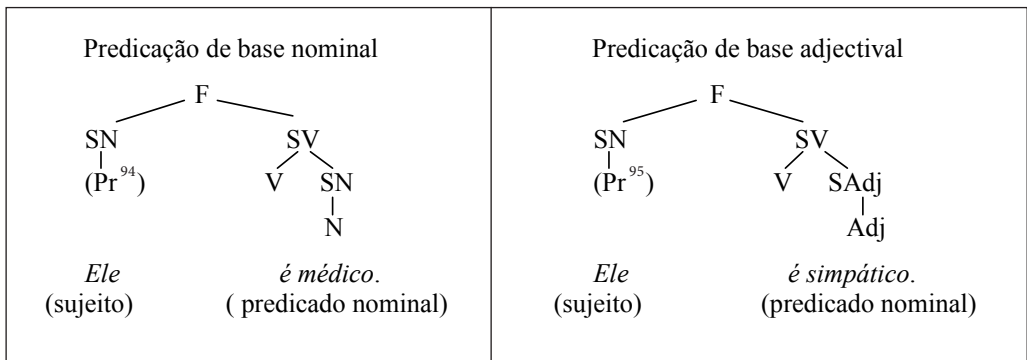 Predicação de base nominal
F
SN SV
(Pr 94) V SN
N
Ele é médico.
(sujeito) ( predicado nominal)
Predicação de base adjectival
F
SN SV
(Pr 95) V SAdj
Adj
Ele é simpático.
(sujeito) (predicado nominal)